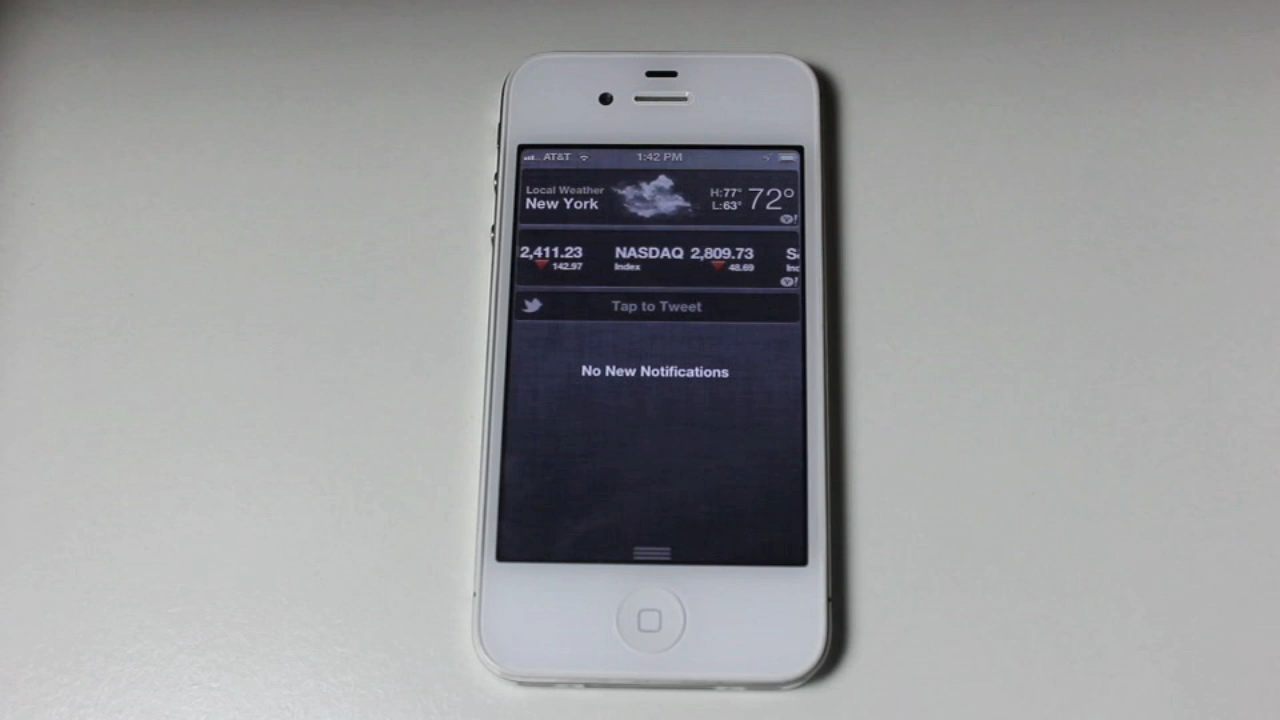 AT&T 1:42 PM
Local Weather
New York
H:77°
L:63°
72°
2,411.23 NASDAQ 2,809.73
142.97 Index 48.69
Tap to Tweet
No New Notifications